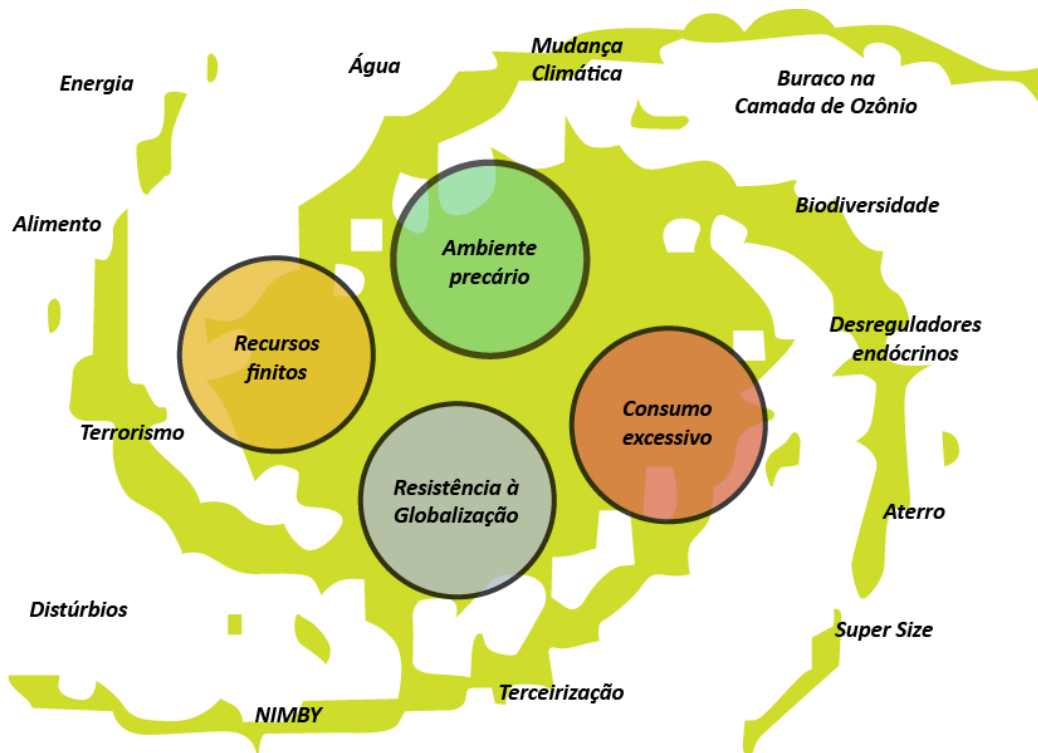 Mudança
Climática
Água
Energia
Buraco na
Camada de Ozônio
Biodiversidade
Alimento
Ambiente
precário
Desreguladores
endócrinos
Recursos
finitos
Consumo
excessivo
Terrorismo
Resistência à
Globalização
Aterro
Distúrbios
Super Size
Terceirização
NIMBY